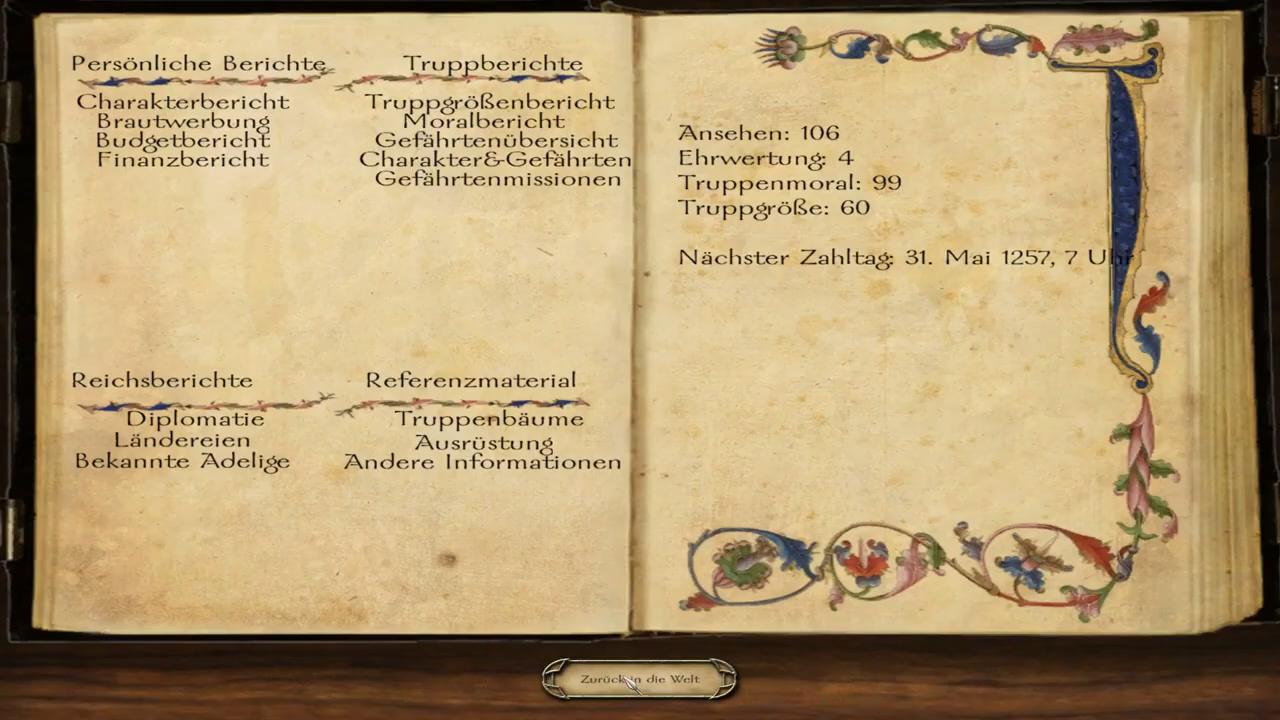 Persönliche Berichte
Charakterbericht
Brautwerbung
Budgetbericht
Finanzbericht
Truppberichte
Truppgrößenbericht
Moralbericht
Gefährtenübersicht
Charakter&Gefährten
Gefährtenmissionen
Reichsberichte
Diplomatie
Ländereien
Bekannte Adelige
Referenzmaterial
Truppenbäume
Ausrüstung
Andere Informationen
Ansehen: 106
Ehrwertung: 4
Truppenmoral: 99
Truppgröße: 60
Nächster Zahltag: 31. Mai 1257, 7 Uhr
Zurück in die Welt